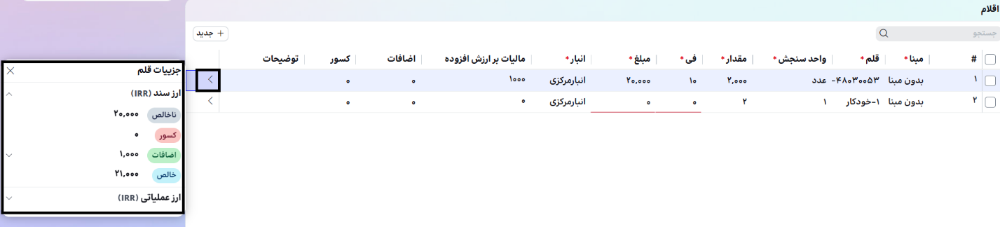 اقلام
جستجو
+ جدید
# مبنا* قلم* واحد سنجش* مقدار* فی* مبلغ* انبار* مالیات بر ارزش افزوده اضافات کسور توضیحات
۱ بدون مبنا ۴۸۰۳۰۰۵۳- عدد ۲,۰۰۰ ۱۰ ۲۰,۰۰۰ انبارمرکزی ۱۰۰۰ ۰ ۰
۲ بدون مبنا ۱-خودکار ۱ ۲ ۰ ۰ انبارمرکزی ۰ ۰ ۰
جزییات قلم
ارز سند (IRR)
ناخالص ۲۰,۰۰۰
کسور ۰
اضافات ۱,۰۰۰
خالص ۲۱,۰۰۰
ارز عملیاتی (IRR)